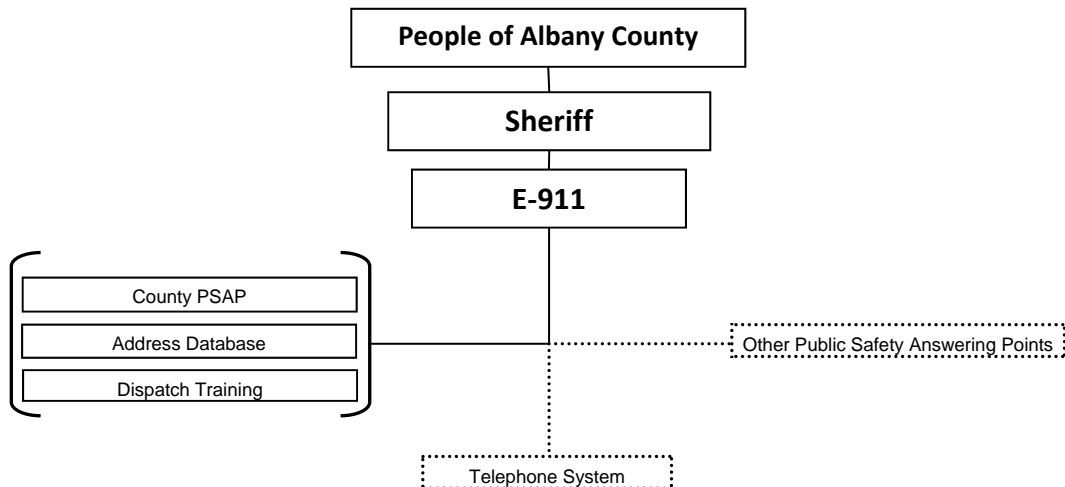 People of Albany County
Sheriff
E-911
County PSAP
Address Database
Dispatch Training
Other Public Safety Answering Points
Telephone System